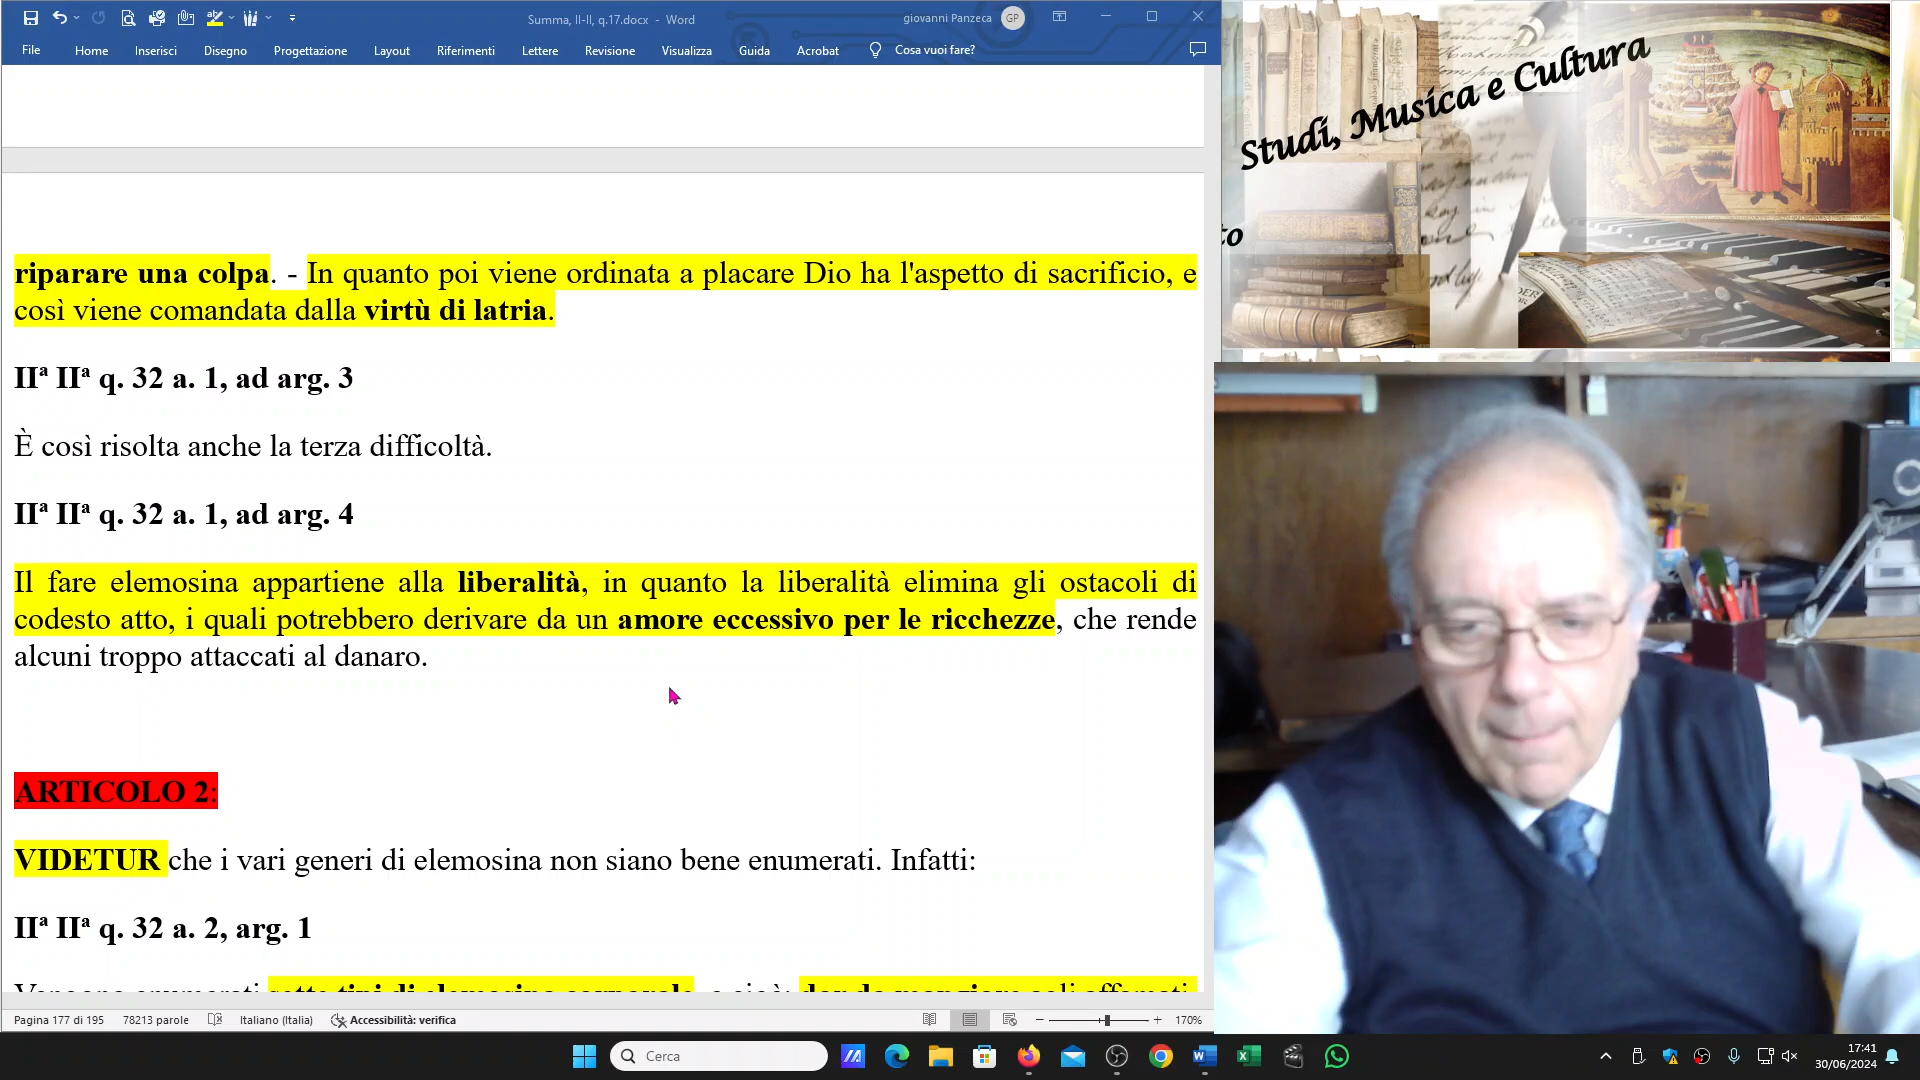 Summa, II-II, q.17.docx - Word
giovanni Panzeca GP
File Home Inserisci Disegno Progettazione Layout Riferimenti Lettere Revisione Visualizza Guida Acrobat Cosa vuoi fare?
riparare una colpa. - In quanto poi viene ordinata a placare Dio ha l'aspetto di sacrificio, e
così viene comandata dalla virtù di latria.
IIª IIª q. 32 a. 1, ad arg. 3
È così risolta anche la terza difficoltà.
IIª IIª q. 32 a. 1, ad arg. 4
Il fare elemosina appartiene alla liberalità, in quanto la liberalità elimina gli ostacoli di
codesto atto, i quali potrebbero derivare da un amore eccessivo per le ricchezze, che rende
alcuni troppo attaccati al danaro.
ARTICOLO 2:
VIDETUR che i vari generi di elemosina non siano bene enumerati. Infatti:
IIª IIª q. 32 a. 2, arg. 1
Pagina 177 di 195 78213 parole Italiano (Italia) Accessibilità: verifica 170%
Studi, Musica e Cultura
to
Cerca
17:41
30/06/2024